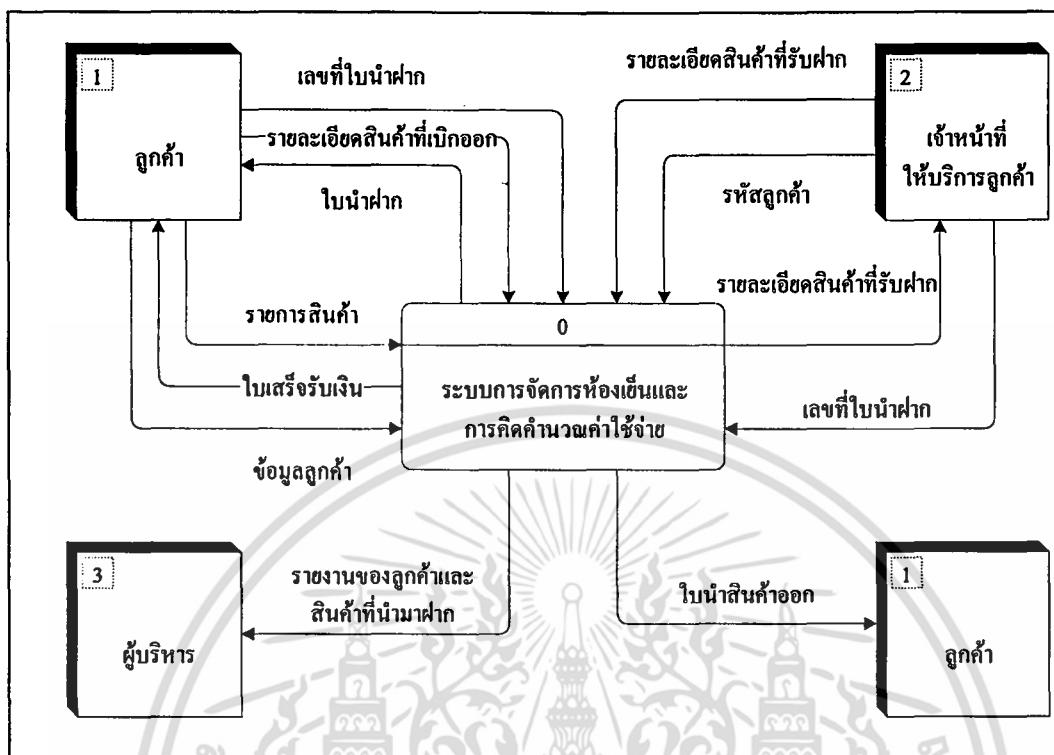 1
ลูกค้า
เลขที่ใบนำฝาก
รายละเอียดสินค้าที่เบิกออก
ใบนำฝาก
รายละเอียดสินค้าที่รับฝาก
รหัสลูกค้า
2
เจ้าหน้าที่
ให้บริการลูกค้า
รายละเอียดสินค้าที่รับฝาก
รายการสินค้า
ใบเสร็จรับเงิน
ข้อมูลลูกค้า
0
ระบบการจัดการห้องเย็นและ
การคิดคำนวณค่าใช้จ่าย
เลขที่ใบนำฝาก
3
ผู้บริหาร
รายงานของลูกค้าและ
สินค้าที่นำมาฝาก
ใบนำสินค้าออก
1
ลูกค้า